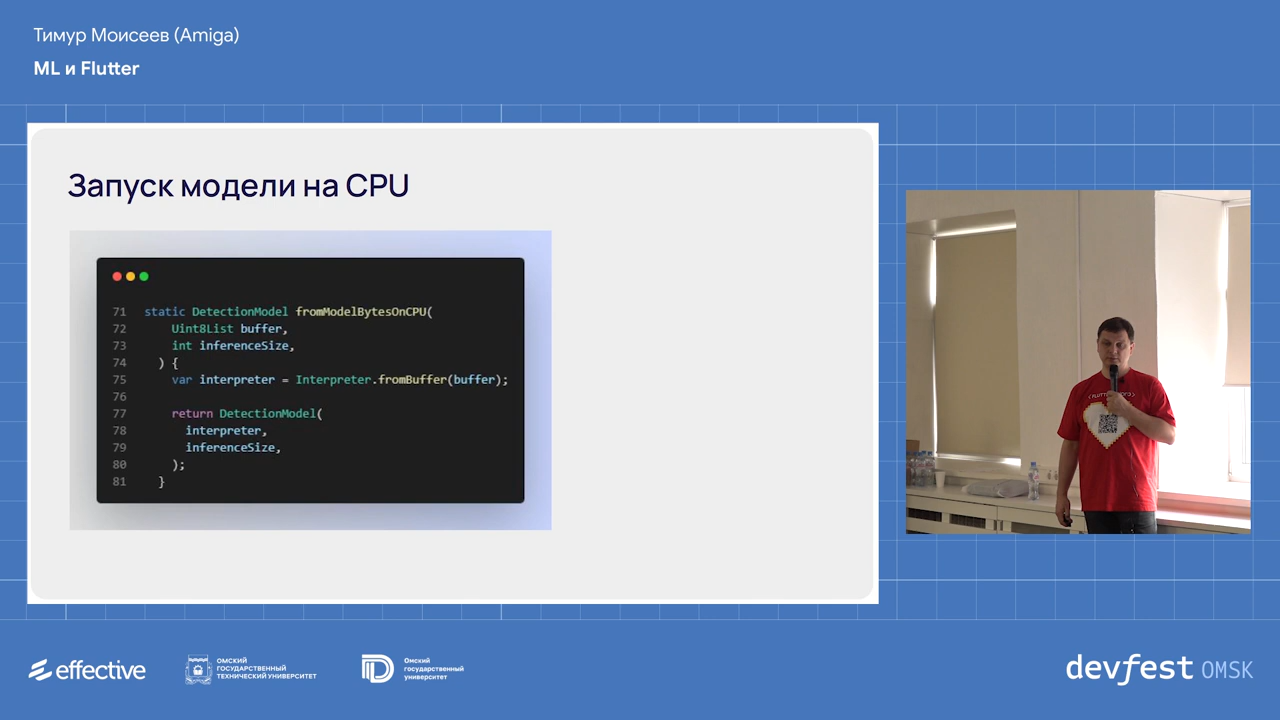 Тимур Моисеев (Amiga)
ML и Flutter
Запуск модели на CPU
71 static DetectionModel fromModelBytesOnCPU(
72 Uint8List buffer,
73 int inferenceSize,
74 ) {
75 var interpreter = Interpreter.fromBuffer(buffer);
76
77 return DetectionModel(
78 interpreter,
79 inferenceSize,
80 );
81 }
effective
ОМСКИЙ
ГОСУДАРСТВЕННЫЙ
ТЕХНИЧЕСКИЙ УНИВЕРСИТЕТ
Омский
государственный
университет
devfest OMSK